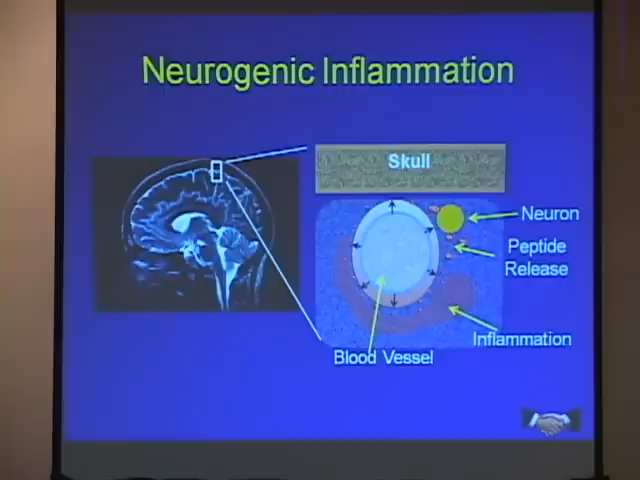 Neurogenic Inflammation
Skull
Neuron
Peptide
Release
Inflammation
Blood Vessel